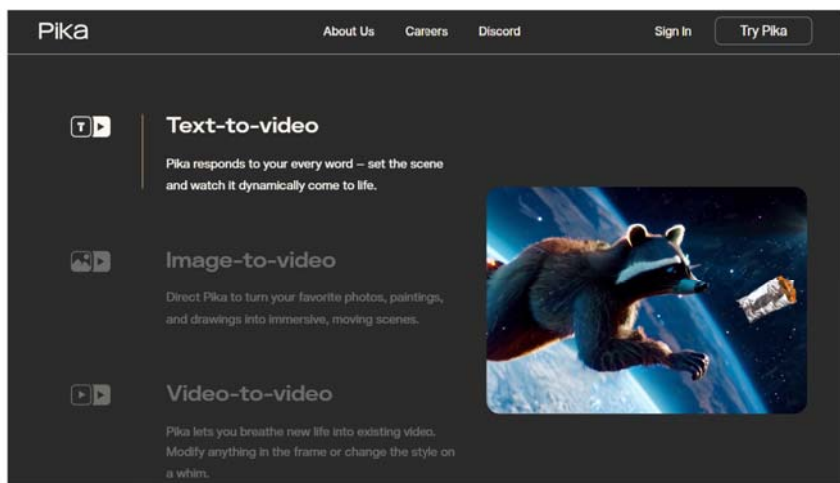 Pika
About Us Careers Discord
Sign In Try Pika
T
Text-to-video
Pika responds to your every word – set the scene
and watch it dynamically come to life.
Image-to-video
Direct Pika to turn your favorite photos, paintings,
and drawings into immersive, moving scenes.
Video-to-video
Pika lets you breathe new life into existing video.
Modify anything in the frame or change the style on
a whim.